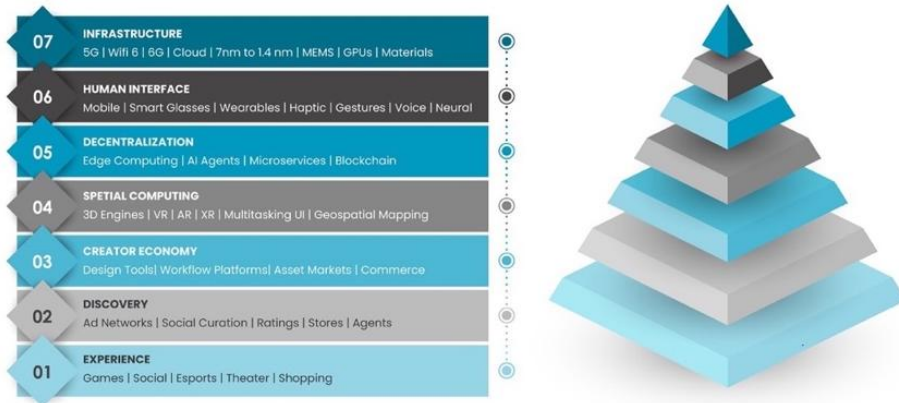 07
INFRASTRUCTURE
5G | Wifi 6 | 6G | Cloud | 7nm to 1.4 nm | MEMS | GPUs | Materials
06
HUMAN INTERFACE
Mobile | Smart Glasses | Wearables | Haptic | Gestures | Voice | Neural
05
DECENTRALIZATION
Edge Computing | AI Agents | Microservices | Blockchain
04
SPETIAL COMPUTING
3D Engines | VR | AR | XR | Multitasking UI | Geospatial Mapping
03
CREATOR ECONOMY
Design Tools| Workflow Platforms| Asset Markets | Commerce
02
DISCOVERY
Ad Networks | Social Curation | Ratings | Stores | Agents
01
EXPERIENCE
Games | Social | Esports | Theater | Shopping